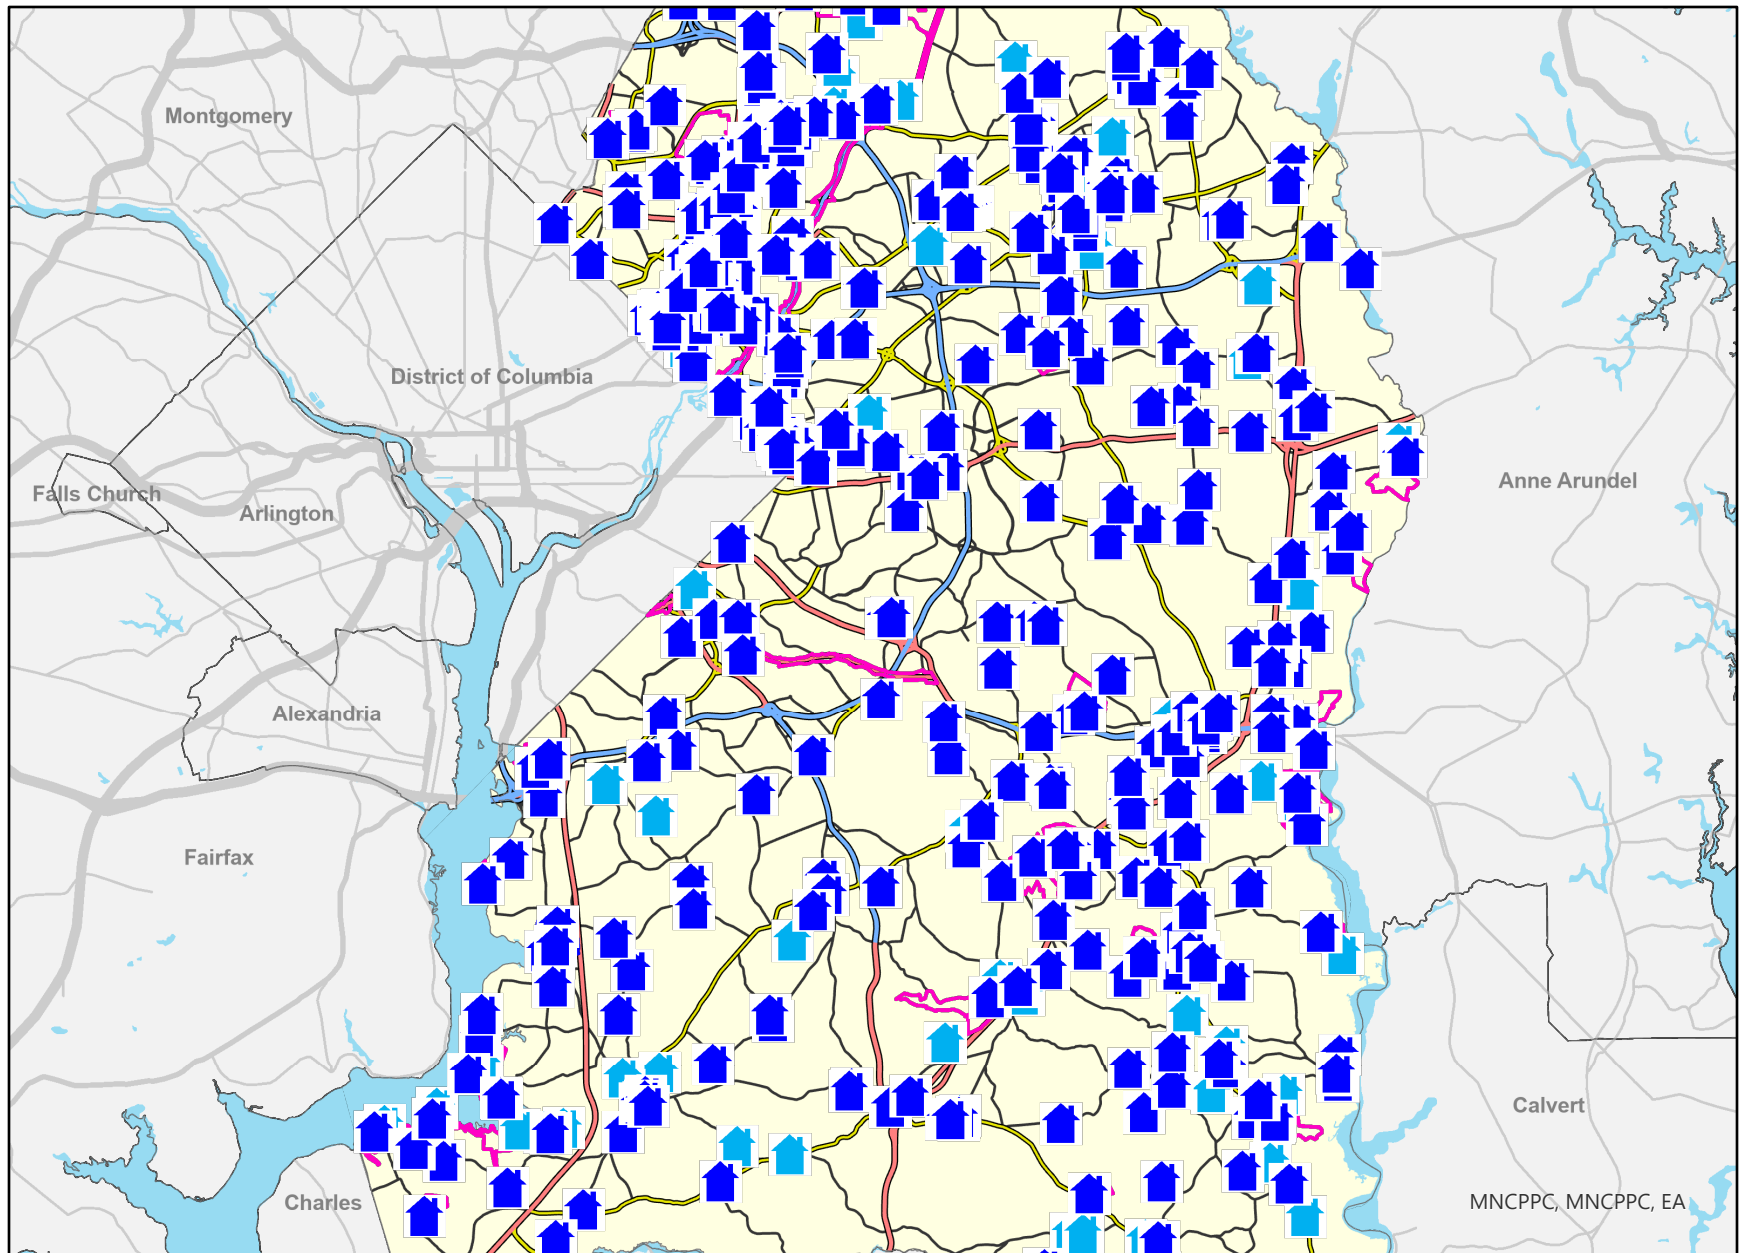 Montgomery
District of Columbia
Falls Church
Arlington
Anne Arundel
Alexandria
Fairfax
Calvert
Charles
MNCPPC, MNCPPC, EA